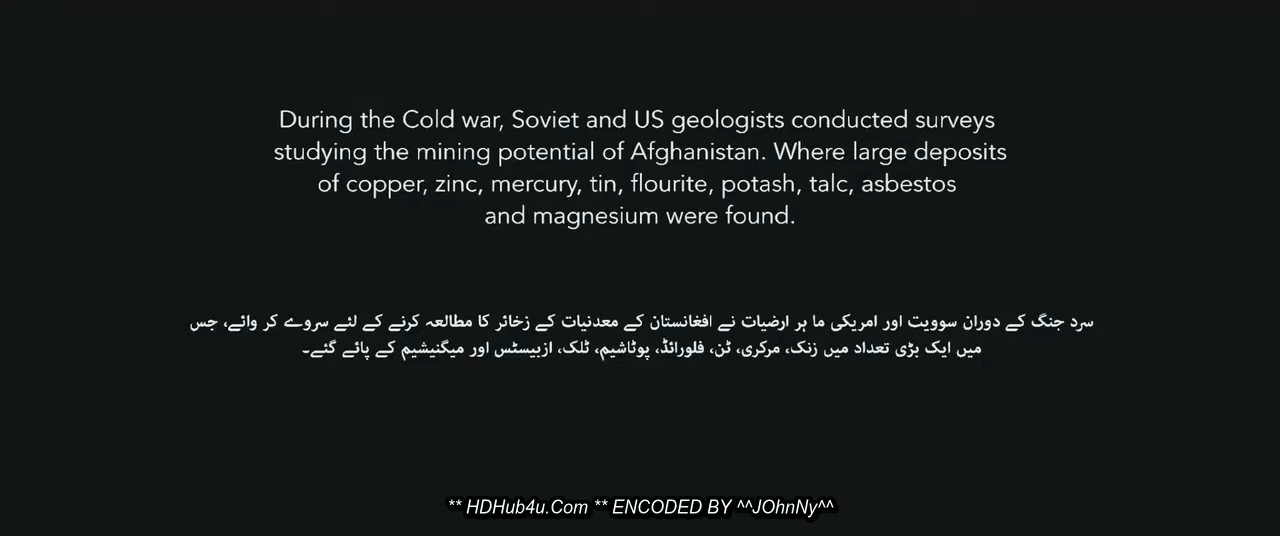 During the Cold war, Soviet and US geologists conducted surveys
studying the mining potential of Afghanistan. Where large deposits
of copper, zinc, mercury, tin, flourite, potash, talc, asbestos
and magnesium were found.
سرد جنگ کے دوران سوویت اور امریکی ما ہر ارضیات نے افغانستان کے معدنیات کے زخائر کا مطالعہ کرنے کے لئے سروے کر وائے، جس
میں ایک بڑی تعداد میں زنک، مرکری، ٹن، فلورائڈ، پوٹاشیم، ٹلک، ازبیسٹس اور میگنیشیم کے پائے گئے۔
** HDHub4u.Com ** ENCODED BY ^^JOhnNy^^